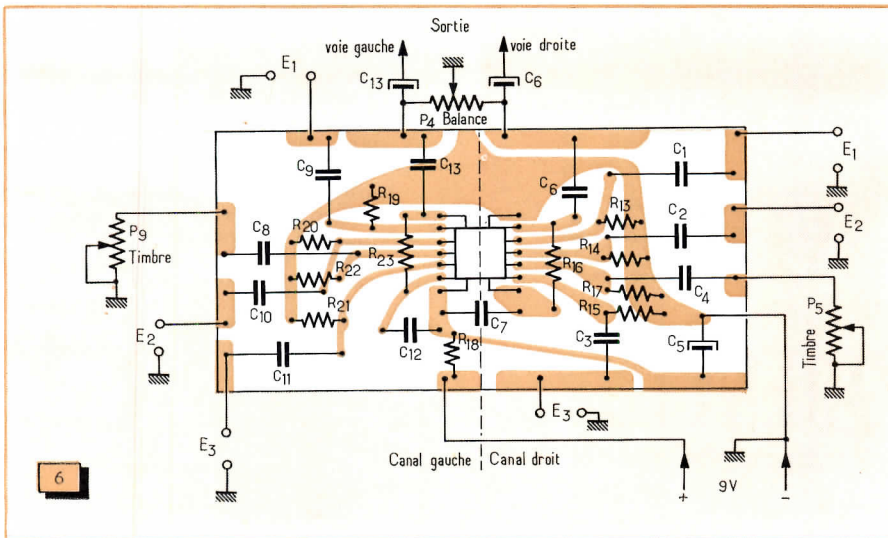 Sortie
voie gauche
voie droite
E1
C13
C6
P4 Balance
C9
C13
C6
C1
E1
R19
R13
C2
E2
P9
Timbre
C8
R20
R23
R14
R16
C4
R22
R17
C10
R21
R15
P5
Timbre
E2
C12
C7
R18
C3
C5
C11
E3
E3
Canal gauche
Canal droit
6
+
9V
-